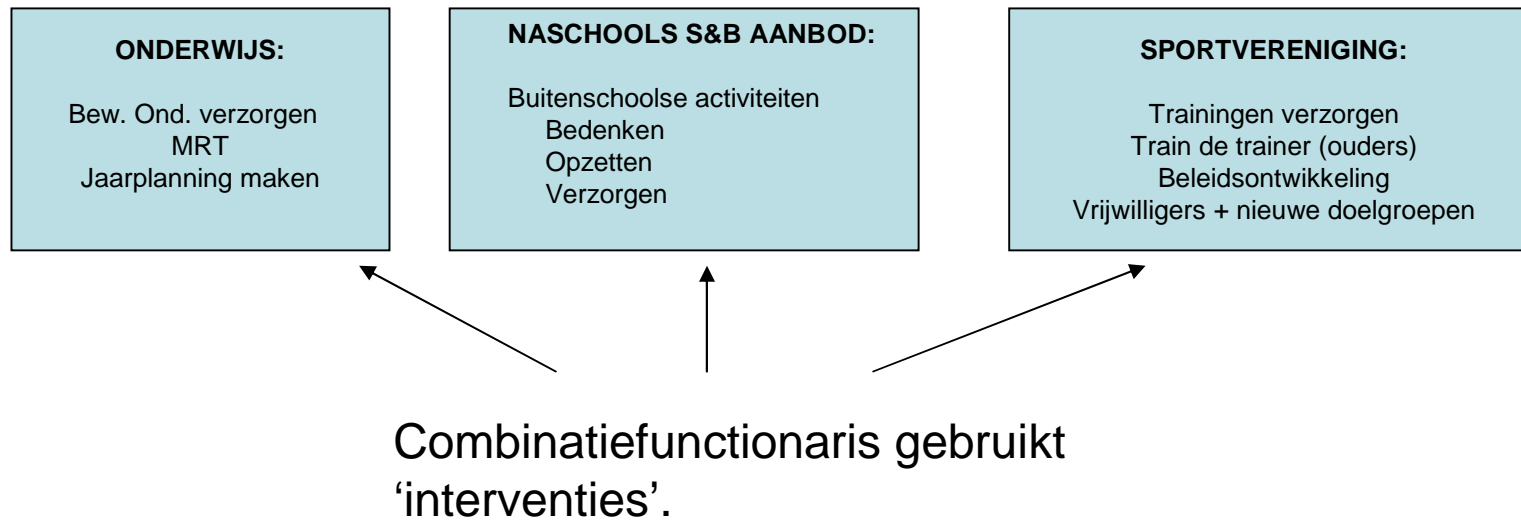 ONDERWIJS:
Bew. Ond. verzorgen
MRT
Jaarplanning maken
NASCHOOLS S&B AANBOD:
Buitenschoolse activiteiten
Bedenken
Opzetten
Verzorgen
SPORTVERENIGING:
Trainingen verzorgen
Train de trainer (ouders)
Beleidsontwikkeling
Vrijwilligers + nieuwe doelgroepen
Combinatiefunctionaris gebruikt
‘interventies’.